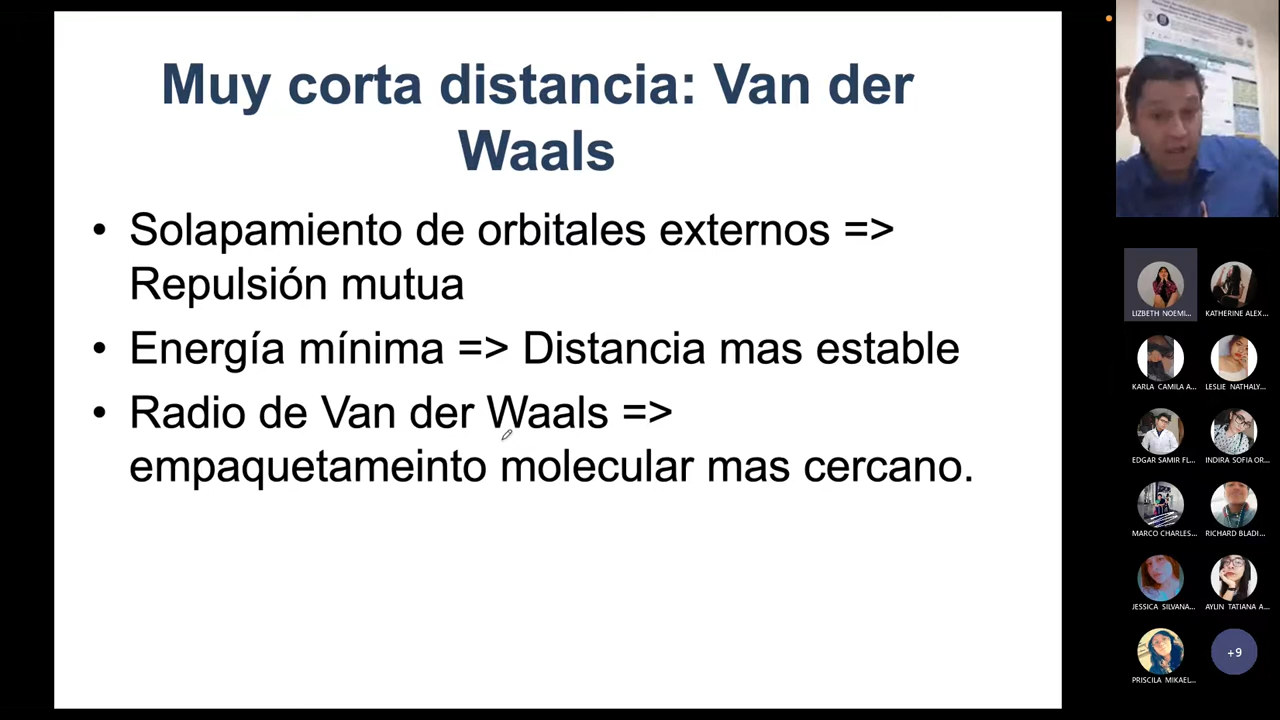 Muy corta distancia: Van der
Waals
• Solapamiento de orbitales externos =>
Repulsión mutua
• Energía mínima => Distancia mas estable
• Radio de Van der Waals =>
empaquetameinto molecular mas cercano.
LIZBETH NOEMI...
KATHERINE ALEX...
KARLA CAMILA A...
LESLIE NATHALY...
EDGAR SAMIR FL...
INDIRA SOFIA OR...
MARCO CHARLES...
RICHARD BLADI...
JESSICA SILVANA...
AYLIN TATIANA A...
PRISCILA MIKAEL...
+9